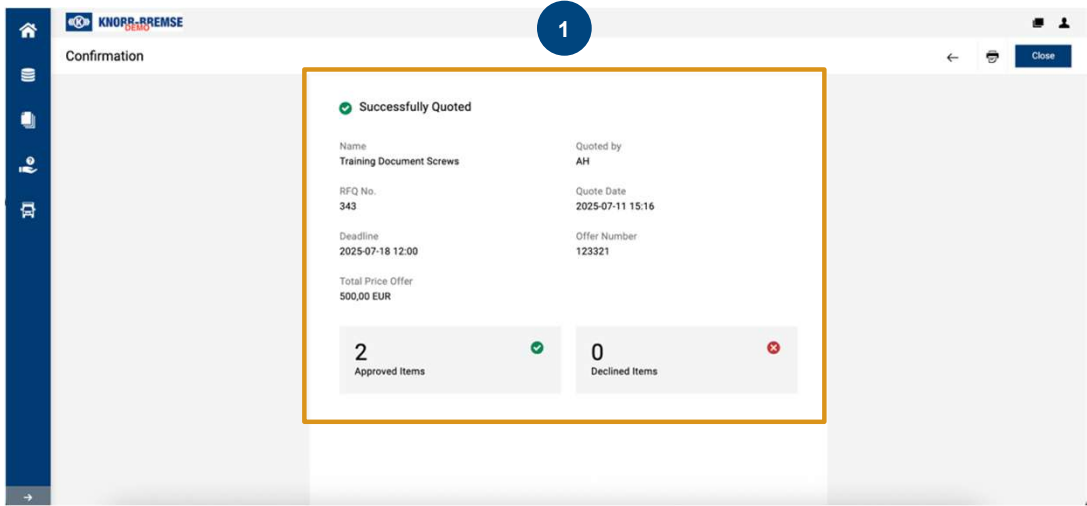 1
KNORR-BREMSE
DEMO
Confirmation
Close
Successfully Quoted
Name
Training Document Screws
Quoted by
AH
RFQ No.
343
Quote Date
2025-07-11 15:16
Deadline
2025-07-18 12:00
Offer Number
123321
Total Price Offer
500,00 EUR
2
Approved Items
0
Declined Items